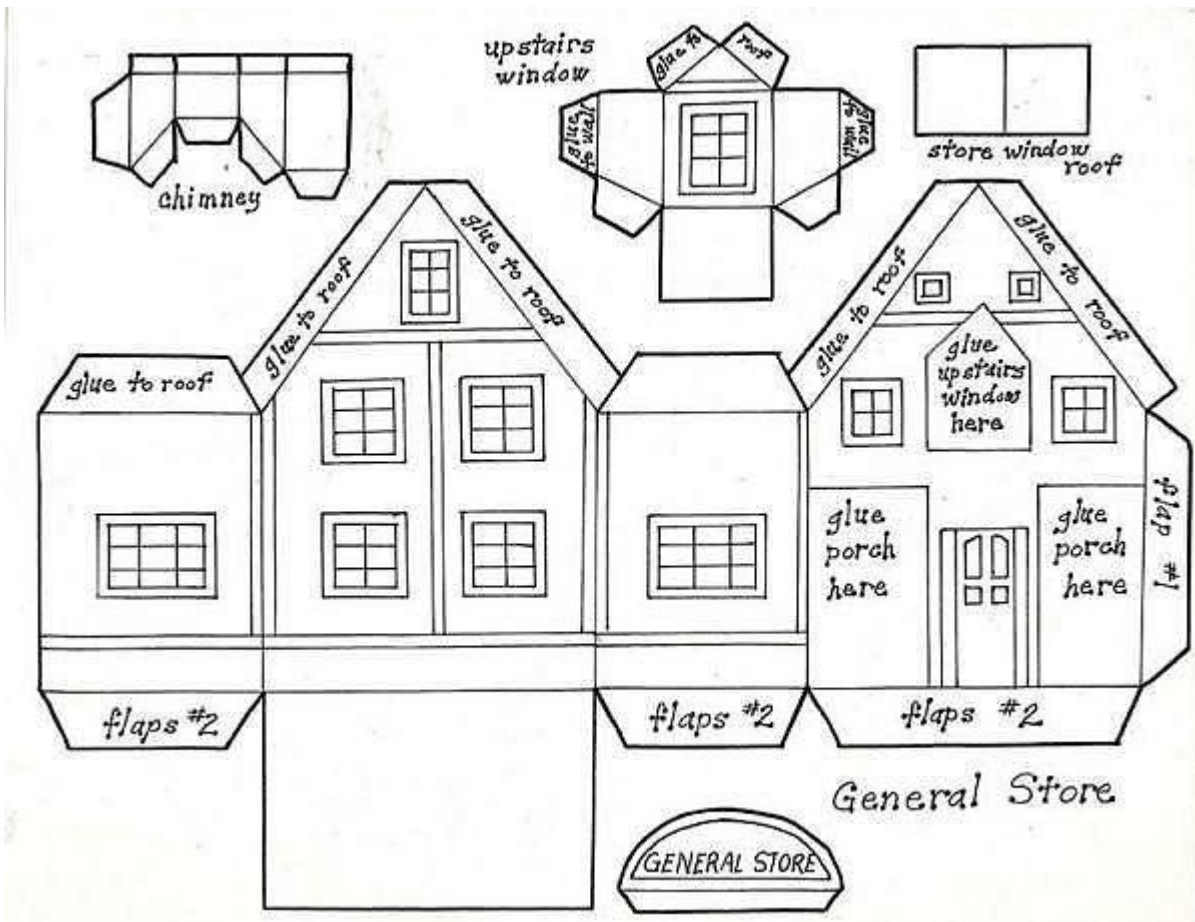 upstairs
window
glue to
roof
glue
to wall
glue
to wall
store window
roof
chimney
glue to roof
glue to roof
glue to roof
glue to roof
glue to roof
glue
upstairs
window
here
glue
porch
here
glue
porch
here
flap #1
flaps #2
flaps #2
flaps #2
General Store
GENERAL STORE